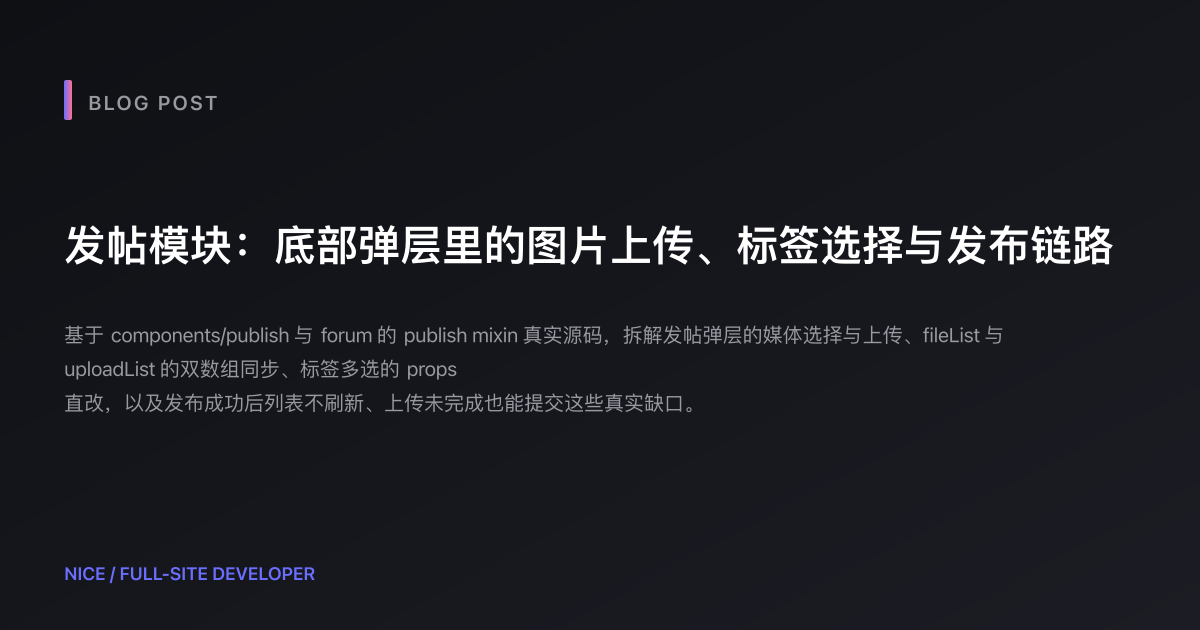 BLOG POST
发帖模块：底部弹层里的图片上传、标签选择与发布链路
基于 components/publish 与 forum 的 publish mixin 真实源码，拆解发帖弹层的媒体选择与上传、fileList 与
uploadList 的双数组同步、标签多选的 props
直改，以及发布成功后列表不刷新、上传未完成也能提交这些真实缺口。
NICE / FULL-SITE DEVELOPER